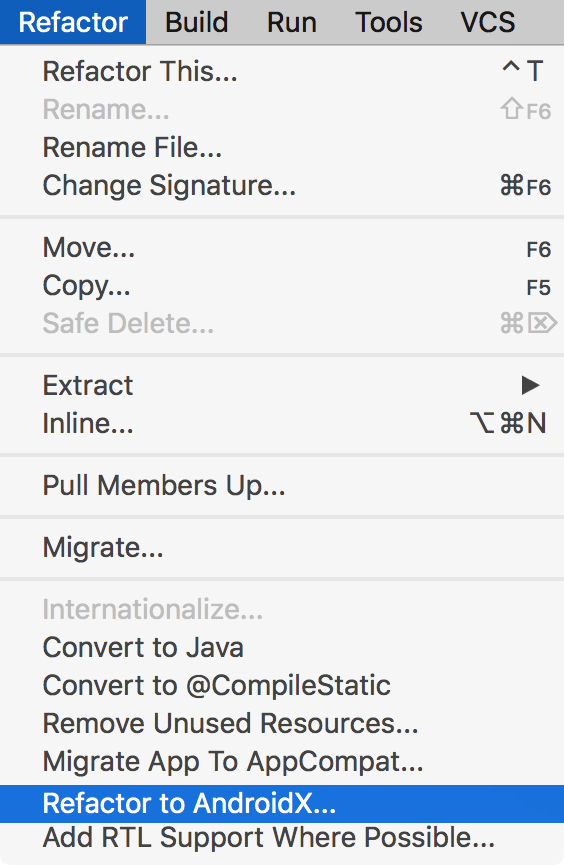 Refactor Build Run Tools VCS
Refactor This... ⌃T
Rename... ⇧F6
Rename File...
Change Signature... ⌘F6
Move... F6
Copy... F5
Safe Delete... ⌘⌦
Extract ▶
Inline... ⌥⌘N
Pull Members Up...
Migrate...
Internationalize...
Convert to Java
Convert to @CompileStatic
Remove Unused Resources...
Migrate App To AppCompat...
Refactor to AndroidX...
Add RTL Support Where Possible...